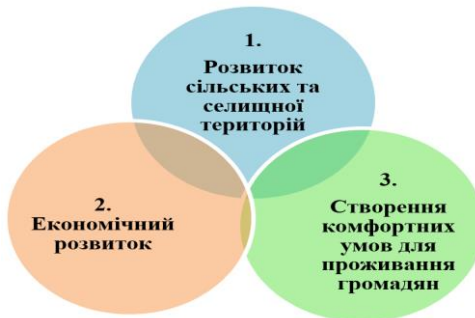 1.
Розвиток
сільських та
селищної
територій
2.
Економічний
розвиток
3.
Створення
комфортних
умов для
проживання
громадян